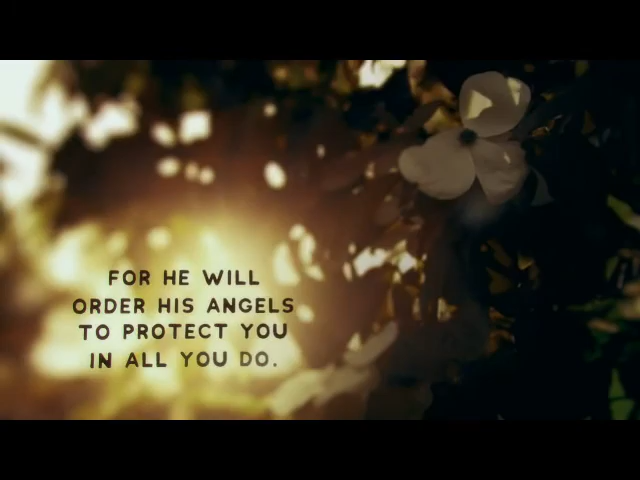 FOR HE WILL
ORDER HIS ANGELS
TO PROTECT YOU
IN ALL YOU DO.